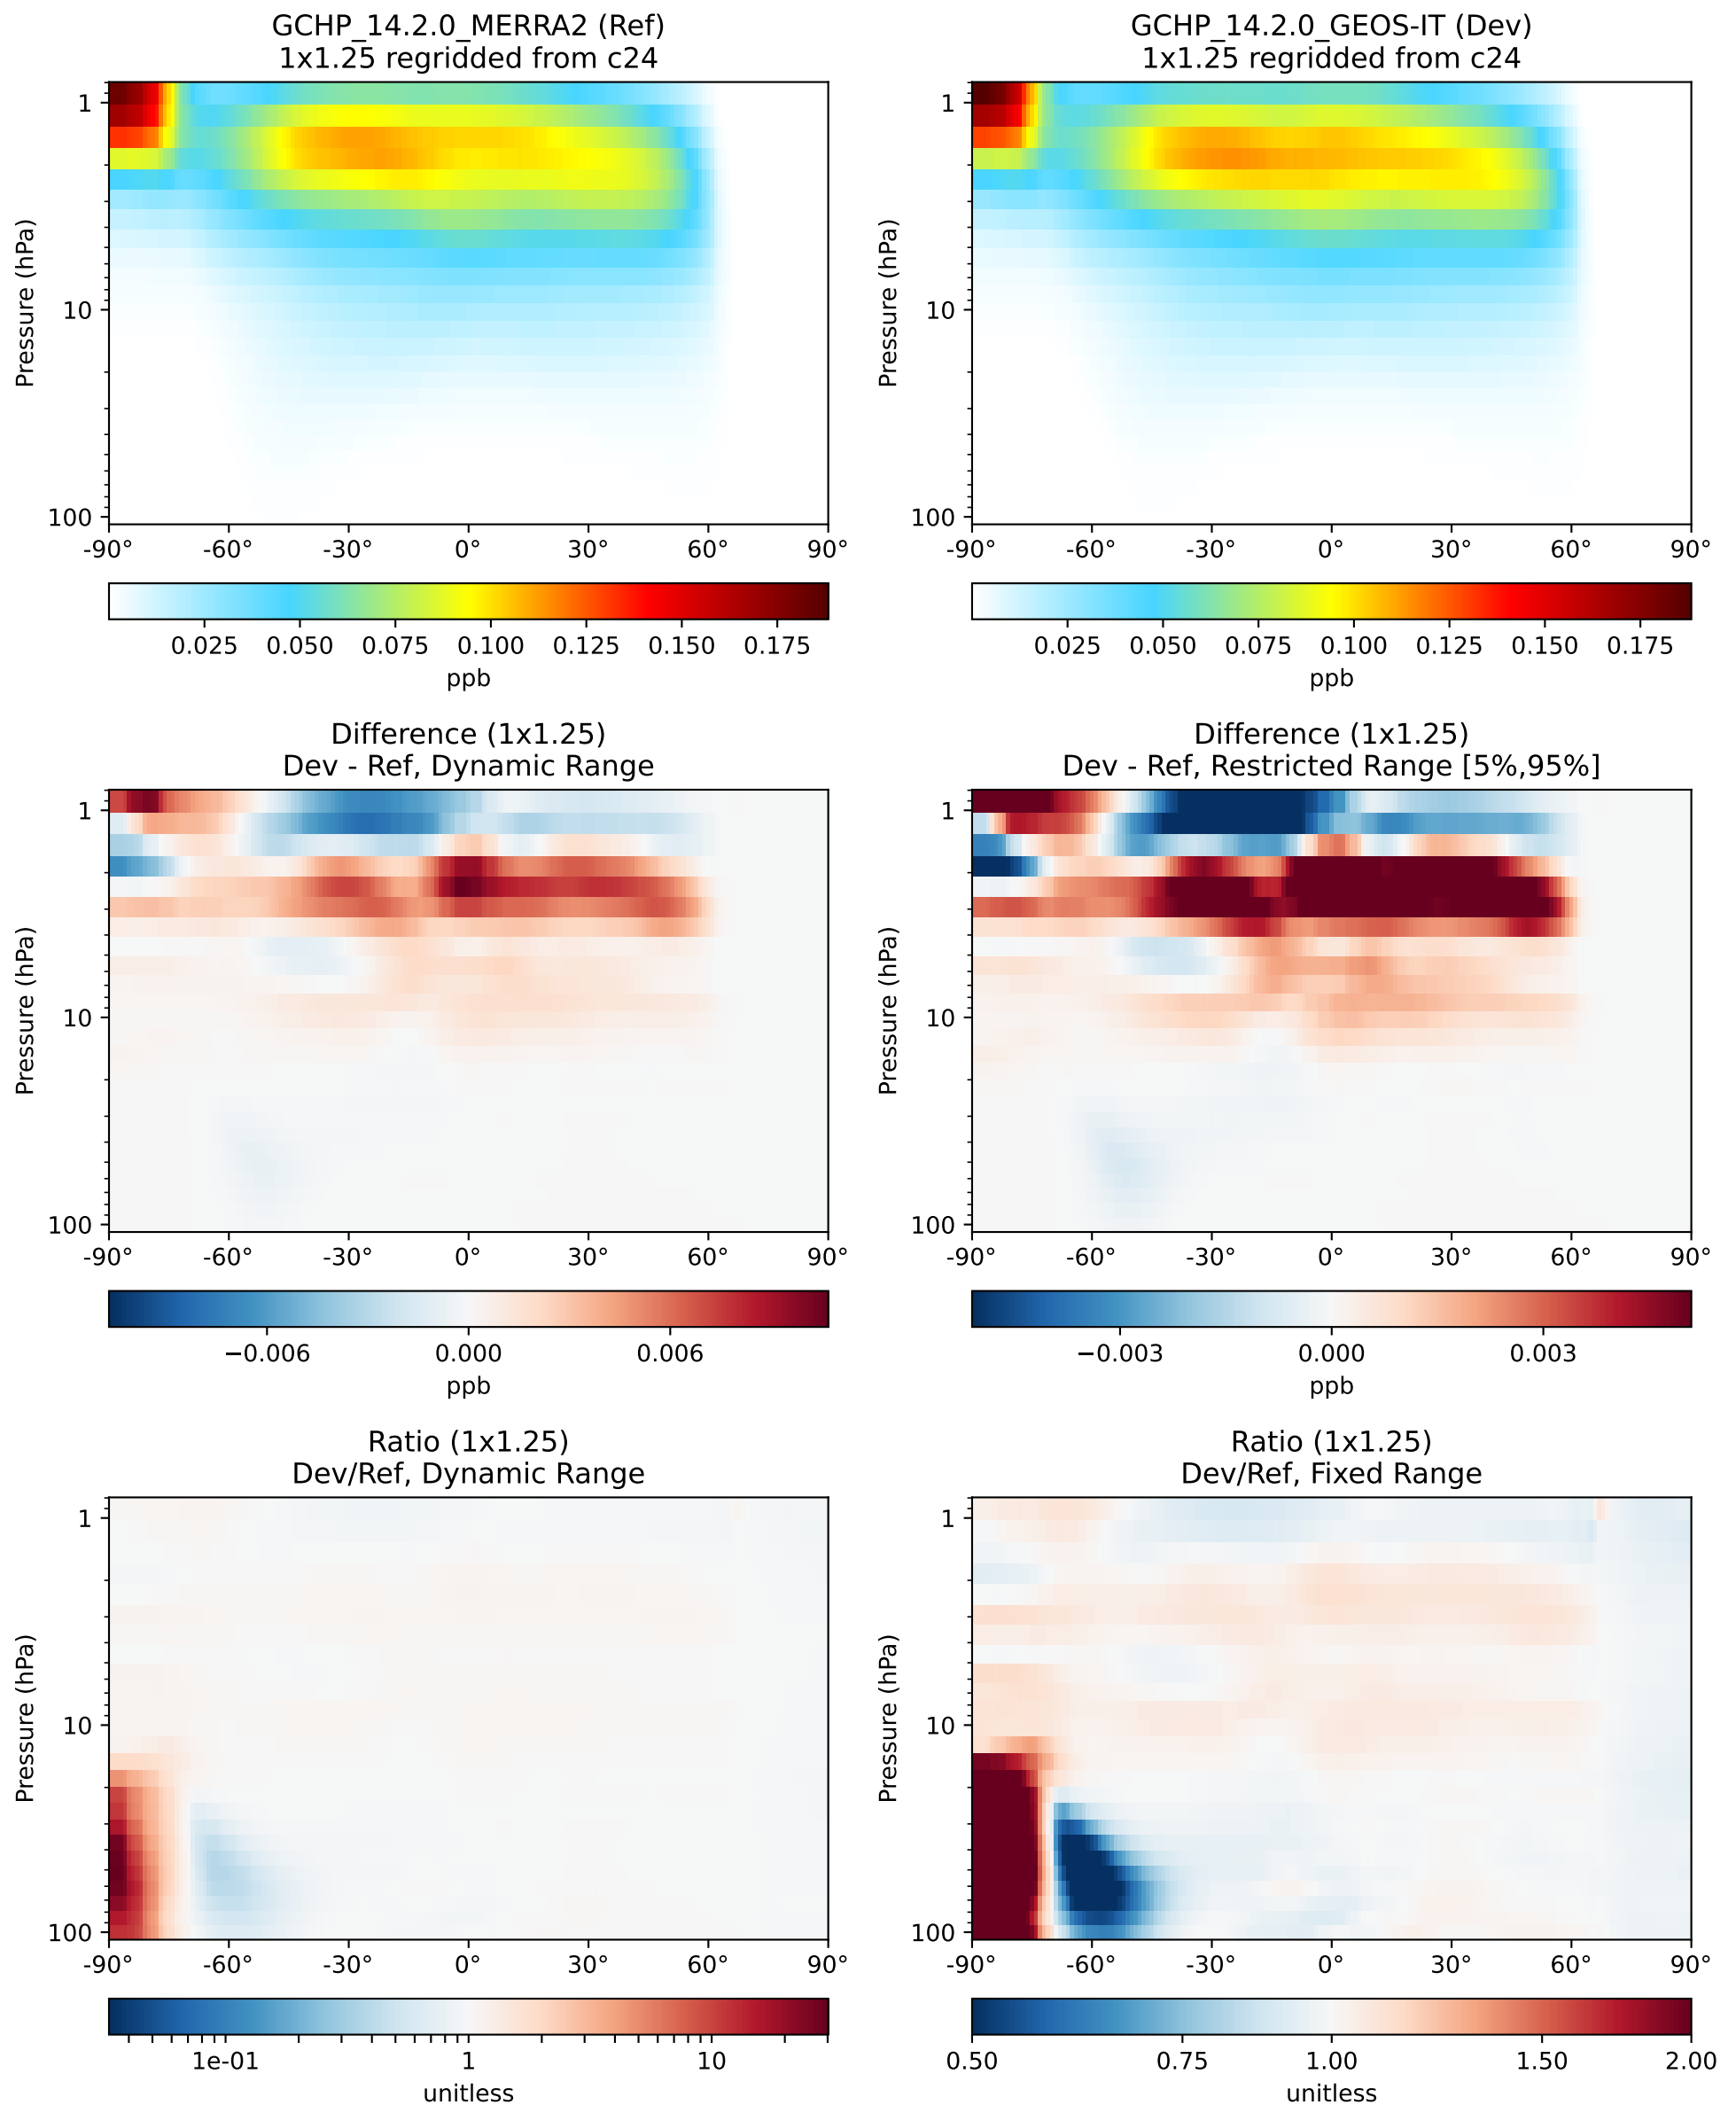 GCHP_14.2.0_MERRA2 (Ref)
1x1.25 regridded from c24
Pressure (hPa)
1
10
100
-90° -60° -30° 0° 30° 60° 90°
0.025 0.050 0.075 0.100 0.125 0.150 0.175
ppb
GCHP_14.2.0_GEOS-IT (Dev)
1x1.25 regridded from c24
Pressure (hPa)
1
10
100
-90° -60° -30° 0° 30° 60° 90°
0.025 0.050 0.075 0.100 0.125 0.150 0.175
ppb
Difference (1x1.25)
Dev - Ref, Dynamic Range
Pressure (hPa)
1
10
100
-90° -60° -30° 0° 30° 60° 90°
−0.006 0.000 0.006
ppb
Difference (1x1.25)
Dev - Ref, Restricted Range [5%,95%]
Pressure (hPa)
1
10
100
-90° -60° -30° 0° 30° 60° 90°
−0.003 0.000 0.003
ppb
Ratio (1x1.25)
Dev/Ref, Dynamic Range
Pressure (hPa)
1
10
100
-90° -60° -30° 0° 30° 60° 90°
1e-01 1 10
unitless
Ratio (1x1.25)
Dev/Ref, Fixed Range
Pressure (hPa)
1
10
100
-90° -60° -30° 0° 30° 60° 90°
0.50 0.75 1.00 1.50 2.00
unitless